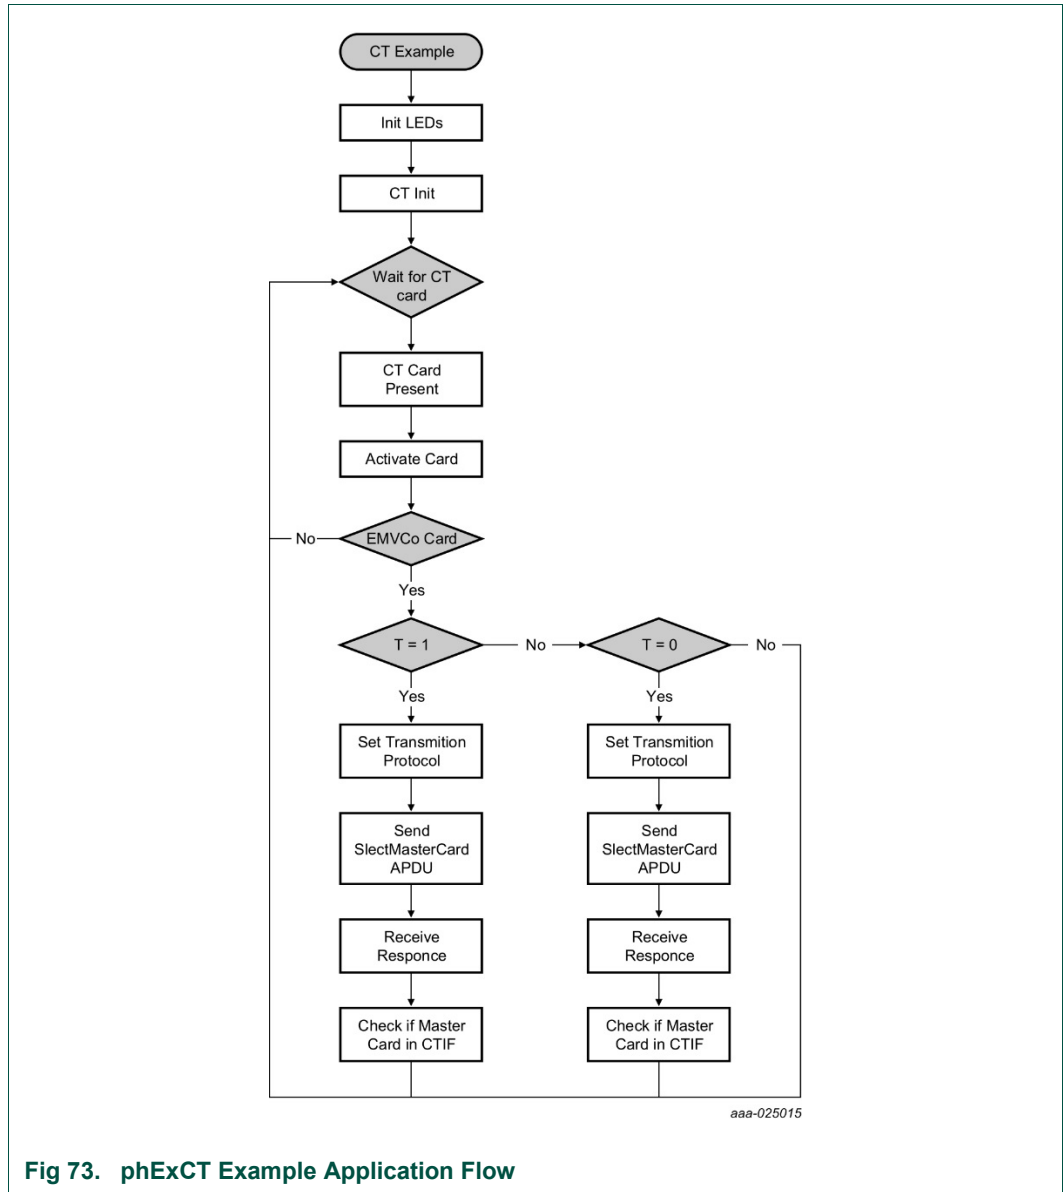 CT Example
Init LEDs
CT Init
Wait for CT
card
CT Card
Present
Activate Card
No
EMVCo Card
Yes
T = 1
No
T = 0
No
Yes
Yes
Set Transmition
Protocol
Set Transmition
Protocol
Send
SlectMasterCard
APDU
Send
SlectMasterCard
APDU
Receive
Responce
Receive
Responce
Check if Master
Card in CTIF
Check if Master
Card in CTIF
aaa-025015
Fig 73. phExCT Example Application Flow